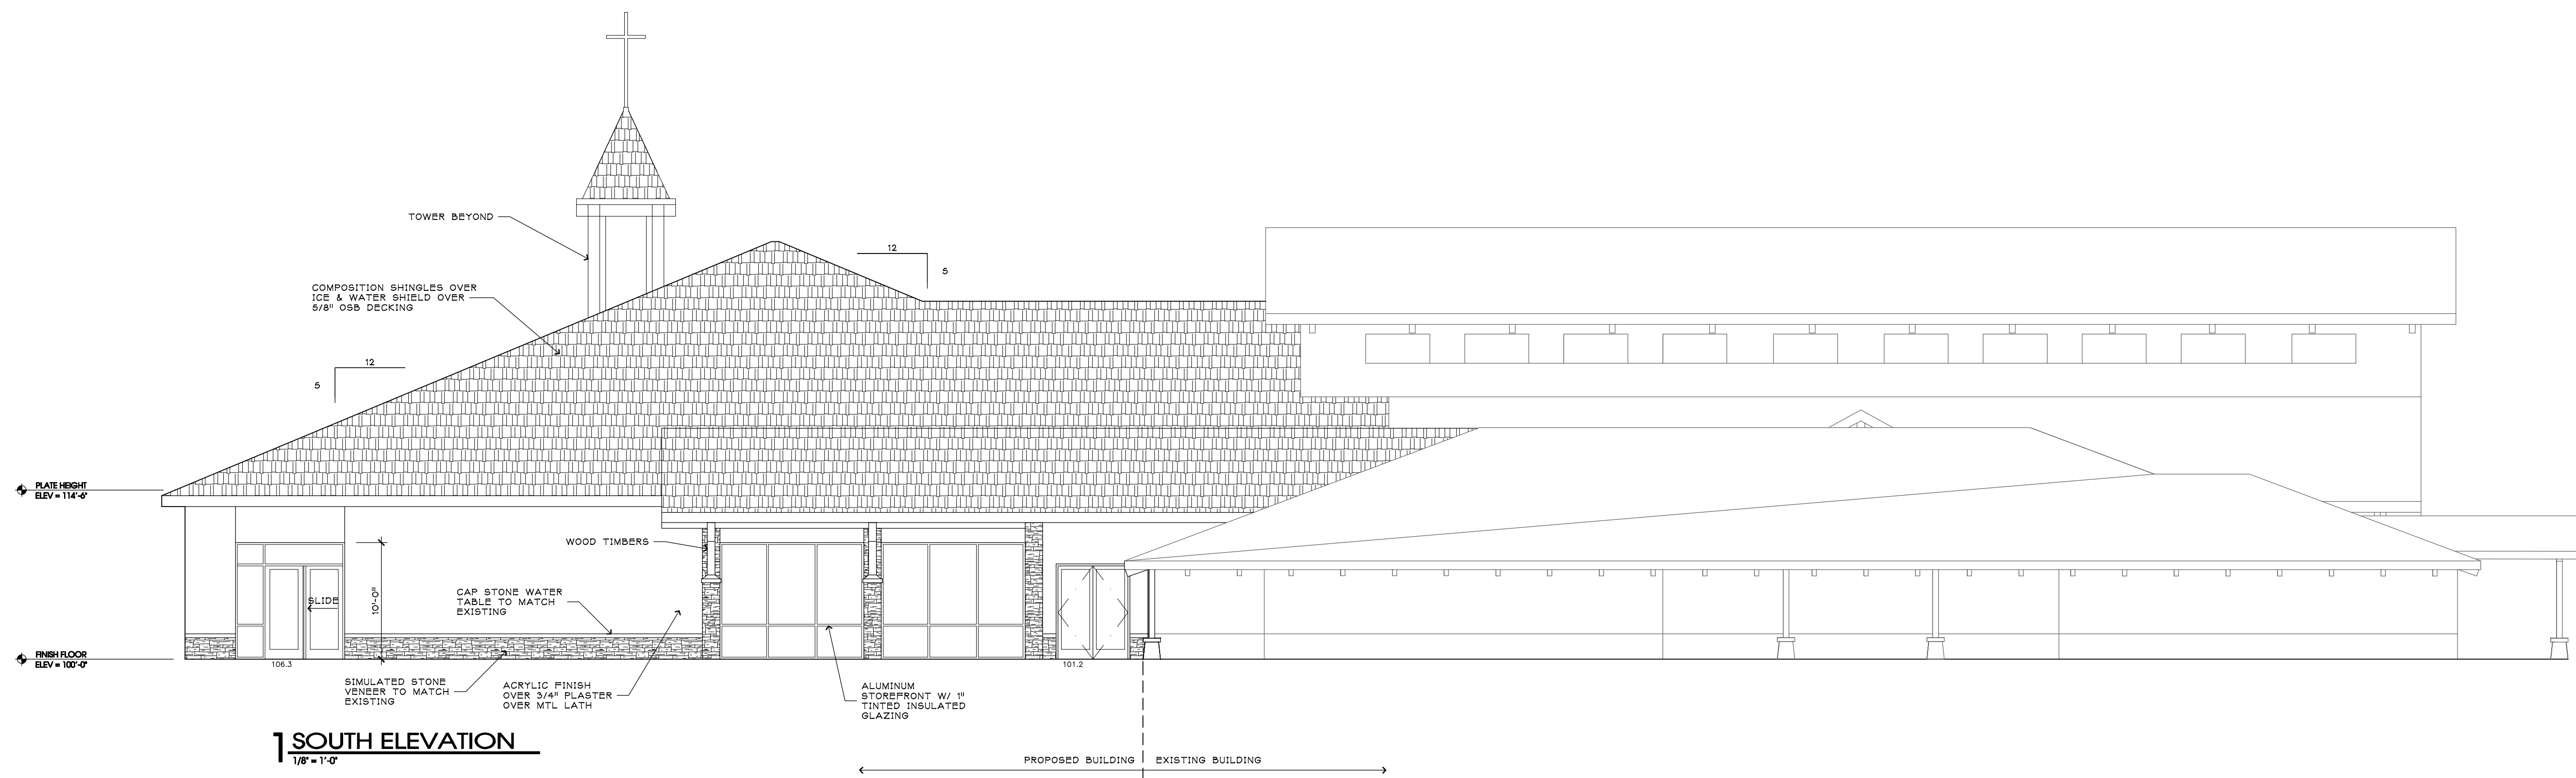 TOWER BEYOND
12
5
COMPOSITION SHINGLES OVER
ICE & WATER SHIELD OVER
5/8" OSB DECKING
12
5
PLATE HEIGHT
ELEV = 114'-6"
WOOD TIMBERS
CAP STONE WATER
TABLE TO MATCH
EXISTING
SLIDE
10'-0"
FINISH FLOOR
ELEV = 100'-0"
106.3
101.2
SIMULATED STONE
VENEER TO MATCH
EXISTING
ACRYLIC FINISH
OVER 3/4" PLASTER
OVER MTL LATH
ALUMINUM
STOREFRONT W/ 1"
TINTED INSULATED
GLAZING
1 SOUTH ELEVATION
1/8" = 1'-0"
PROPOSED BUILDING EXISTING BUILDING